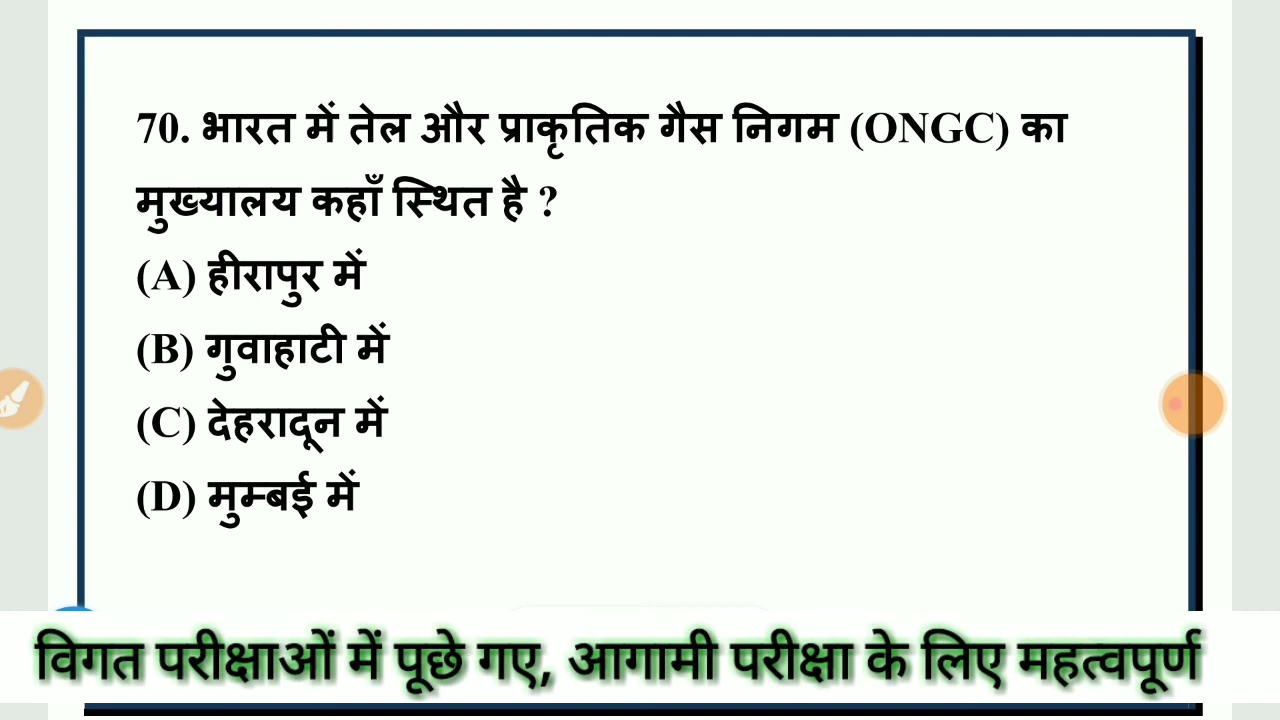 70. भारत में तेल और प्राकृतिक गैस निगम (ONGC) का
मुख्यालय कहाँ स्थित है ?
(A) हीरापुर में
(B) गुवाहाटी में
(C) देहरादून में
(D) मुम्बई में
विगत परीक्षाओं में पूछे गए, आगामी परीक्षा के लिए महत्वपूर्ण